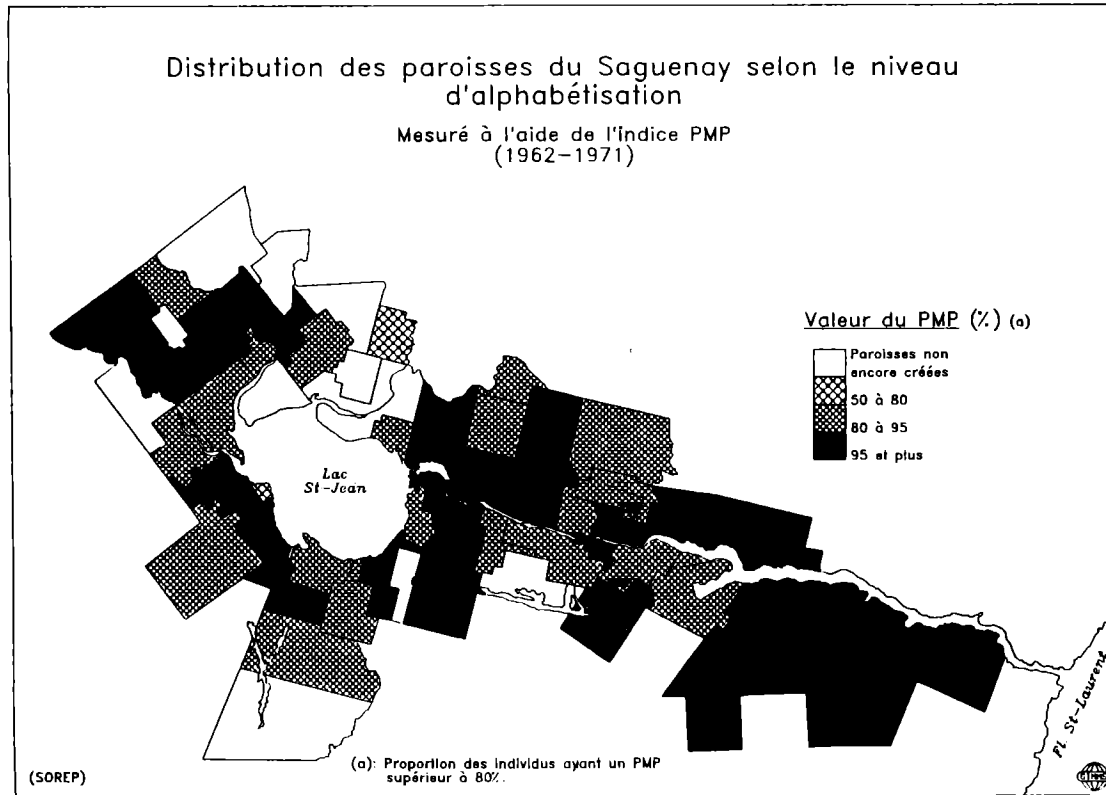 Distribution des paroisses du Saguenay selon le niveau
d'alphabétisation
Mesuré à l'aide de l'indice PMP
(1962-1971)
Valeur du PMP (%) (a)
Paroisses non
encore créées
50 à 80
80 à 95
95 et plus
Lac
St-Jean
Fl. St-Laurent
(a): Proportion des individus ayant un PMP
supérieur à 80%.
(SOREP)